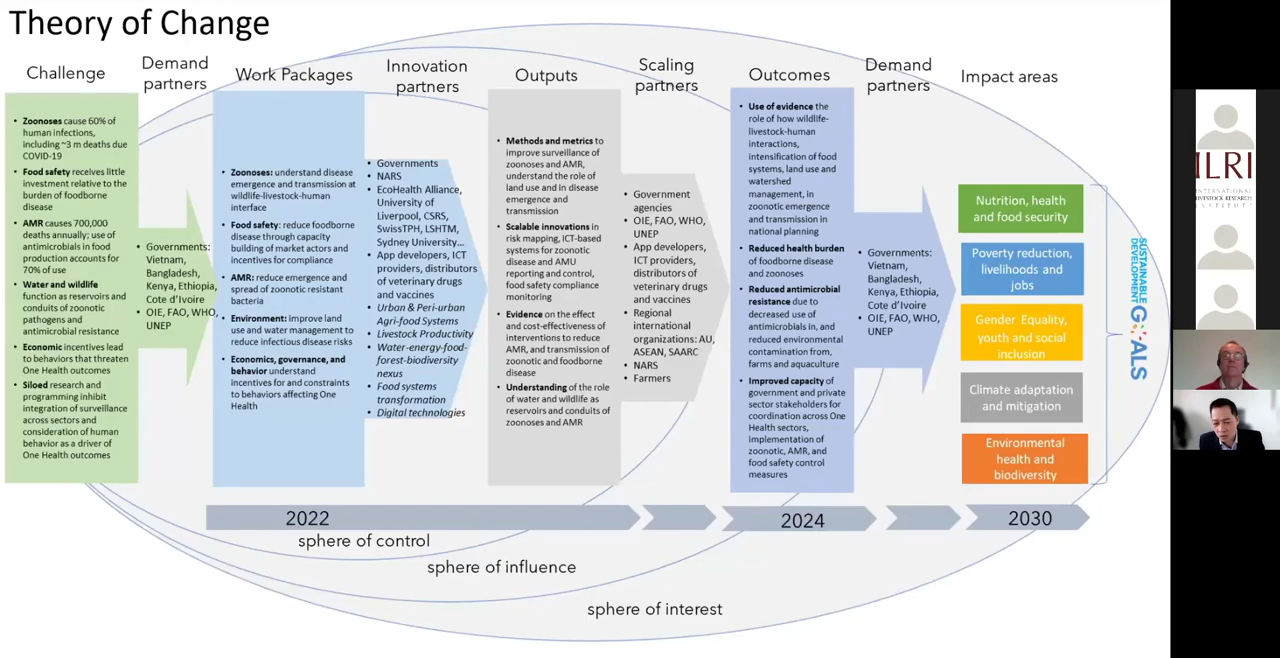 Theory of Change
Challenge
• Zoonoses cause 60% of
human infections,
including ~3 m deaths due
COVID-19
• Food safety receives little
investment relative to the
burden of foodborne
disease
• AMR causes 700,000
deaths annually; use of
antimicrobials in food
production accounts for
70% of use
• Water and wildlife
function as reservoirs and
conduits of zoonotic
pathogens and
antimicrobial resistance
• Economic incentives lead
to behaviors that threaten
One Health outcomes
• Siloed research and
programming inhibit
integration of surveillance
across sectors and
consideration of human
behavior as a driver of
One Health outcomes
Demand
partners
• Governments:
Vietnam,
Bangladesh,
Kenya, Ethiopia,
Cote d'Ivoire
• OIE, FAO, WHO,
UNEP
Work Packages
• Zoonoses: understand disease
emergence and transmission at
wildlife-livestock-human
interface
• Food safety: reduce foodborne
disease through capacity
building of market actors and
incentives for compliance
• AMR: reduce emergence and
spread of zoonotic resistant
bacteria
• Environment: improve land
use and water management to
reduce infectious disease risks
• Economics, governance, and
behavior understand
incentives for and constraints
to behaviors affecting One
Health
Innovation
partners
• Governments
• NARS
• EcoHealth Alliance,
University of
Liverpool, CSRS,
SwissTPH, LSHTM,
Sydney University...
• App developers, ICT
providers, distributors
of veterinary drugs
and vaccines
• Urban & Peri-urban
Agri-food Systems
• Livestock Productivity
• Water-energy-food-
forest-biodiversity
nexus
• Food systems
transformation
• Digital technologies
Outputs
• Methods and metrics to
improve surveillance of
zoonoses and AMR,
understand the role of
land use and in disease
emergence and
transmission
• Scalable innovations in
risk mapping, ICT-based
systems for zoonotic
disease and AMU
reporting and control,
food safety compliance
monitoring
• Evidence on the effect
and cost-effectiveness of
interventions to reduce
AMR, and transmission of
zoonotic and foodborne
disease
• Understanding of the role
of water and wildlife as
reservoirs and conduits of
zoonoses and AMR
Scaling
partners
• Government
agencies
• OIE, FAO, WHO,
UNEP
• App developers,
ICT providers,
distributors of
veterinary drugs
and vaccines
• Regional
international
organizations: AU,
ASEAN, SAARC
• NARS
• Farmers
Outcomes
• Use of evidence the
role of how wildlife-
livestock-human
interactions,
intensification of food
systems, land use and
watershed
management, in
zoonotic emergence
and transmission in
national planning
• Reduced health burden
of foodborne disease
and zoonoses
• Reduced antimicrobial
resistance due to
decreased use of
antimicrobials in, and
reduced environmental
contamination from,
farms and aquaculture
• Improved capacity of
government and private
sector stakeholders for
coordination across One
Health sectors,
implementation of
zoonotic, AMR, and
food safety control
measures
Demand
partners
• Governments:
Vietnam,
Bangladesh,
Kenya, Ethiopia,
Cote d'Ivoire
• OIE, FAO, WHO,
UNEP
Impact areas
Nutrition, health
and food security
Poverty reduction,
livelihoods and
jobs
Gender Equality,
youth and social
inclusion
Climate adaptation
and mitigation
Environmental
health and
biodiversity
SUSTAINABLE
DEVELOPMENT
GOALS
2022
2024
2030
sphere of control
sphere of influence
sphere of interest
ILRI
INTERNATIONAL
LIVESTOCK RESEARCH
INSTITUTE